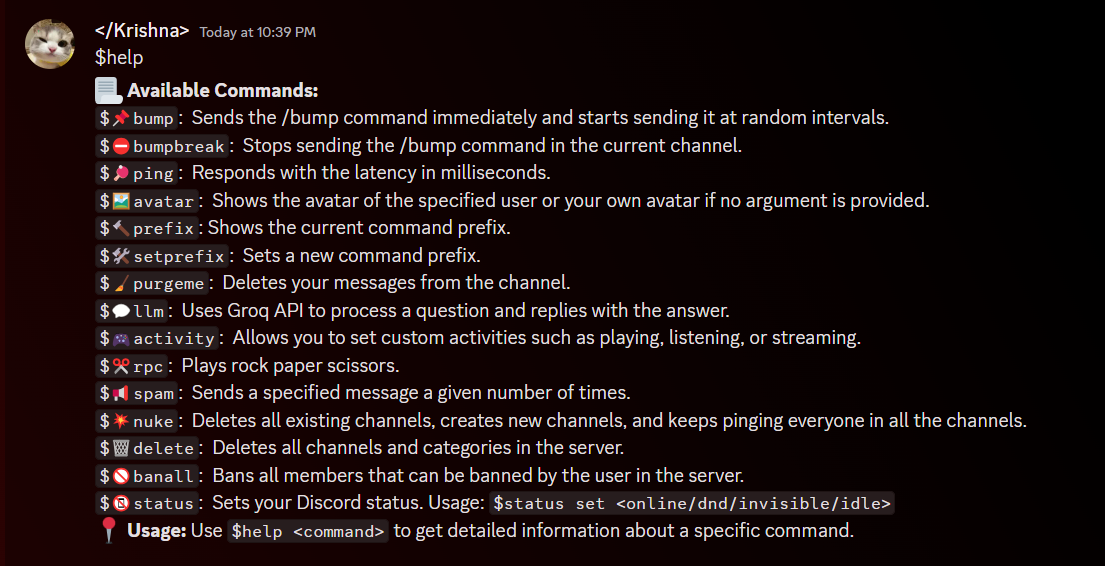 </Krishna> Today at 10:39 PM
$help
📃 Available Commands:
$📌bump: Sends the /bump command immediately and starts sending it at random intervals.
$⛔bumpbreak: Stops sending the /bump command in the current channel.
$🏓ping: Responds with the latency in milliseconds.
$🖼️avatar: Shows the avatar of the specified user or your own avatar if no argument is provided.
$🔨prefix: Shows the current command prefix.
$🛠️setprefix: Sets a new command prefix.
$🧹purgeme: Deletes your messages from the channel.
$💬llm: Uses Groq API to process a question and replies with the answer.
$🎮activity: Allows you to set custom activities such as playing, listening, or streaming.
$✂️rpc: Plays rock paper scissors.
$📢spam: Sends a specified message a given number of times.
$💥nuke: Deletes all existing channels, creates new channels, and keeps pinging everyone in all the channels.
$🗑️delete: Deletes all channels and categories in the server.
$🚫banall: Bans all members that can be banned by the user in the server.
$📵status: Sets your Discord status. Usage: $status set <online/dnd/invisible/idle>
📍 Usage: Use $help <command> to get detailed information about a specific command.